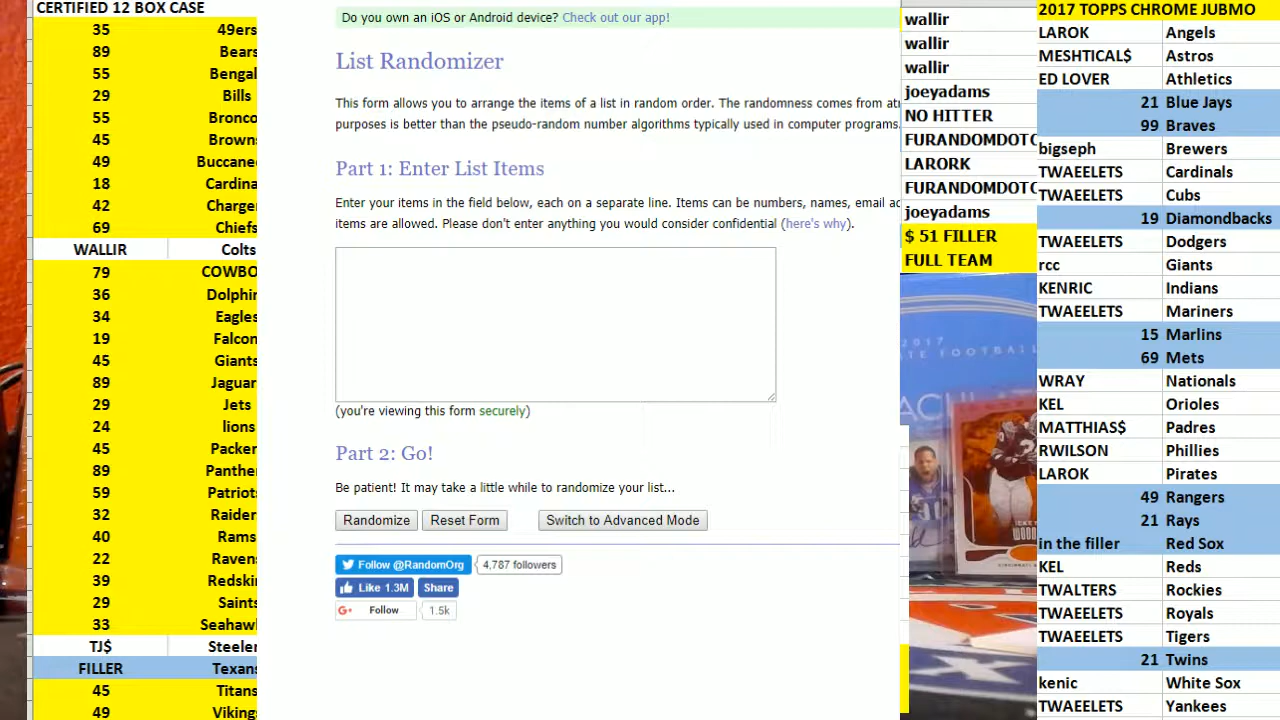 CERTIFIED 12 BOX CASE
35 49ers
89 Bears
55 Bengal
29 Bills
55 Bronco
45 Brown
49 Buccane
18 Cardina
42 Charge
69 Chiefs
WALLIR Colts
79 COWBO
36 Dolphin
34 Eagles
19 Falcon
45 Giants
89 Jaguar
29 Jets
24 lions
45 Packer
89 Panthe
59 Patriot
32 Raider
40 Rams
22 Raven
39 Redski
29 Saints
33 Seahaw
TJ$ Steeler
FILLER Texans
45 Titans
49 Viking
Do you own an iOS or Android device? Check out our app!
List Randomizer
This form allows you to arrange the items of a list in random order. The randomness comes from at
purposes is better than the pseudo-random number algorithms typically used in computer programs.
Part 1: Enter List Items
Enter your items in the field below, each on a separate line. Items can be numbers, names, email ad
items are allowed. Please don't enter anything you would consider confidential (here's why).
(you're viewing this form securely)
Part 2: Go!
Be patient! It may take a little while to randomize your list...
Randomize Reset Form Switch to Advanced Mode
Follow @RandomOrg 4,787 followers
Like 1.3M Share
G+ Follow 1.5k
wallir
wallir
wallir
joeyadams
NO HITTER
FURANDOMDOTC
LARORK
FURANDOMDOTC
joeyadams
$ 51 FILLER
FULL TEAM
2017
2017 TOPPS CHROME JUBMO
LAROK Angels
MESHTICAL$ Astros
ED LOVER Athletics
21 Blue Jays
99 Braves
bigseph Brewers
TWAEELETS Cardinals
TWAEELETS Cubs
19 Diamondbacks
TWAEELETS Dodgers
rcc Giants
KENRIC Indians
TWAEELETS Mariners
15 Marlins
69 Mets
WRAY Nationals
KEL Orioles
MATTHIAS$ Padres
RWILSON Phillies
LAROK Pirates
49 Rangers
21 Rays
in the filler Red Sox
KEL Reds
TWALTERS Rockies
TWAEELETS Royals
TWAEELETS Tigers
21 Twins
kenic White Sox
TWAEELETS Yankees